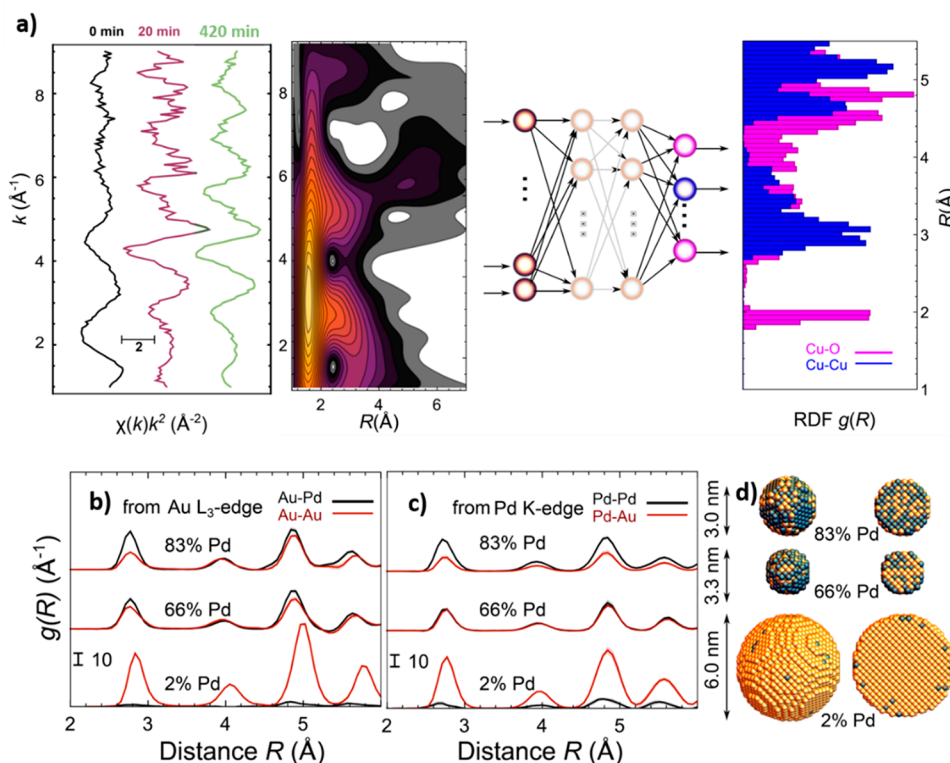 a)
0 min 20 min 420 min
8
6
4
2
k (Å-1)
2
χ(k)k2 (Å-2)
8
6
4
2
2 4 6
R(Å)
5
4
3
2
1
R(Å)
Cu-O
Cu-Cu
RDF g(R)
b) from Au L3-edge
Au-Pd
Au-Au
83% Pd
66% Pd
10
2% Pd
g(R) (Å-1)
2 3 4 5
Distance R (Å)
c) from Pd K-edge
Pd-Pd
Pd-Au
83% Pd
66% Pd
10
2% Pd
2 3 4 5
Distance R (Å)
d)
3.0 nm
83% Pd
3.3 nm
66% Pd
6.0 nm
2% Pd